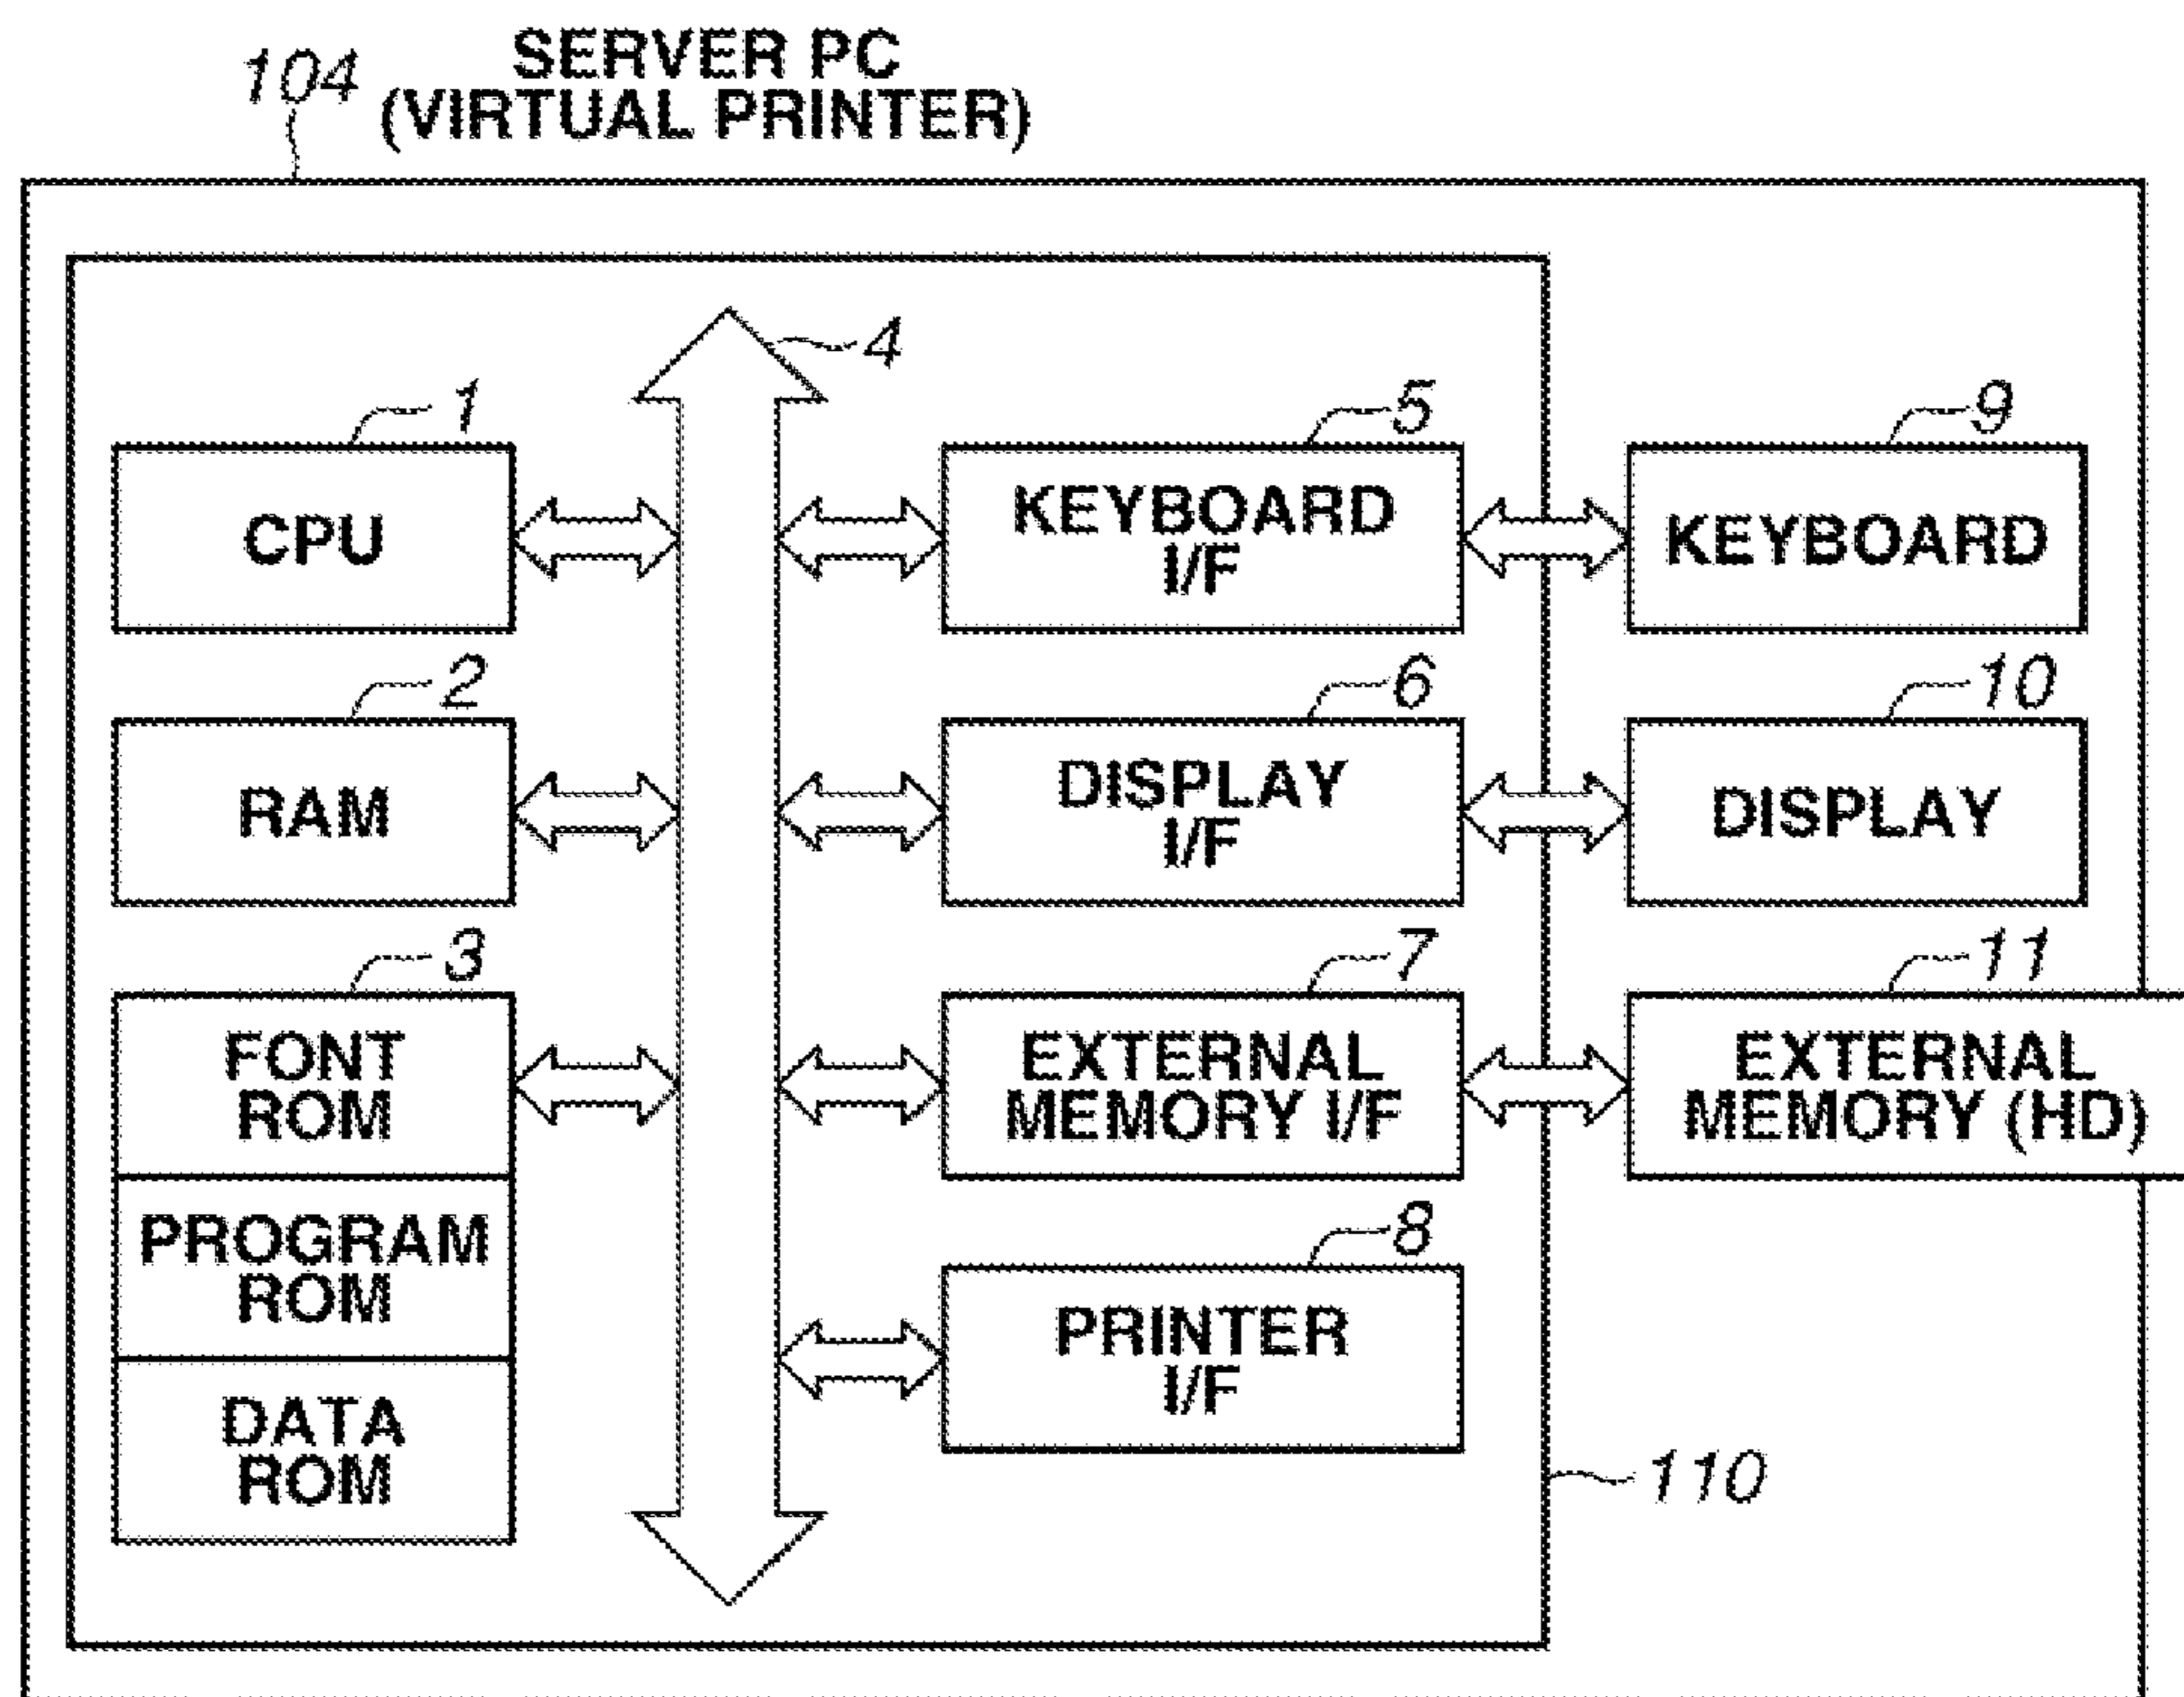 104
SERVER PC
(VIRTUAL PRINTER)
4
1
CPU
5
KEYBOARD
I/F
9
KEYBOARD
2
RAM
6
DISPLAY
I/F
10
DISPLAY
3
FONT
ROM
PROGRAM
ROM
DATA
ROM
7
EXTERNAL
MEMORY I/F
11
EXTERNAL
MEMORY (HD)
8
PRINTER
I/F
110